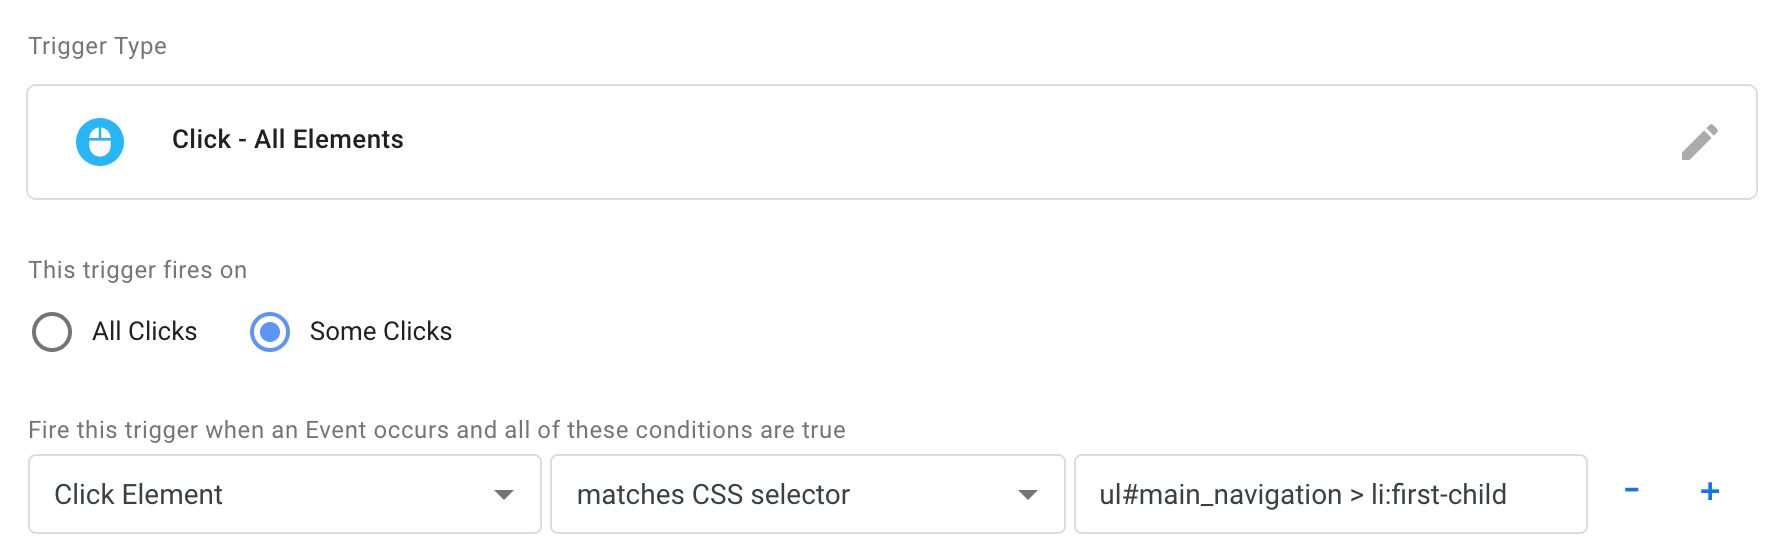 Trigger Type
Click - All Elements
This trigger fires on
All Clicks Some Clicks
Fire this trigger when an Event occurs and all of these conditions are true
Click Element matches CSS selector ul#main_navigation > li:first-child - +